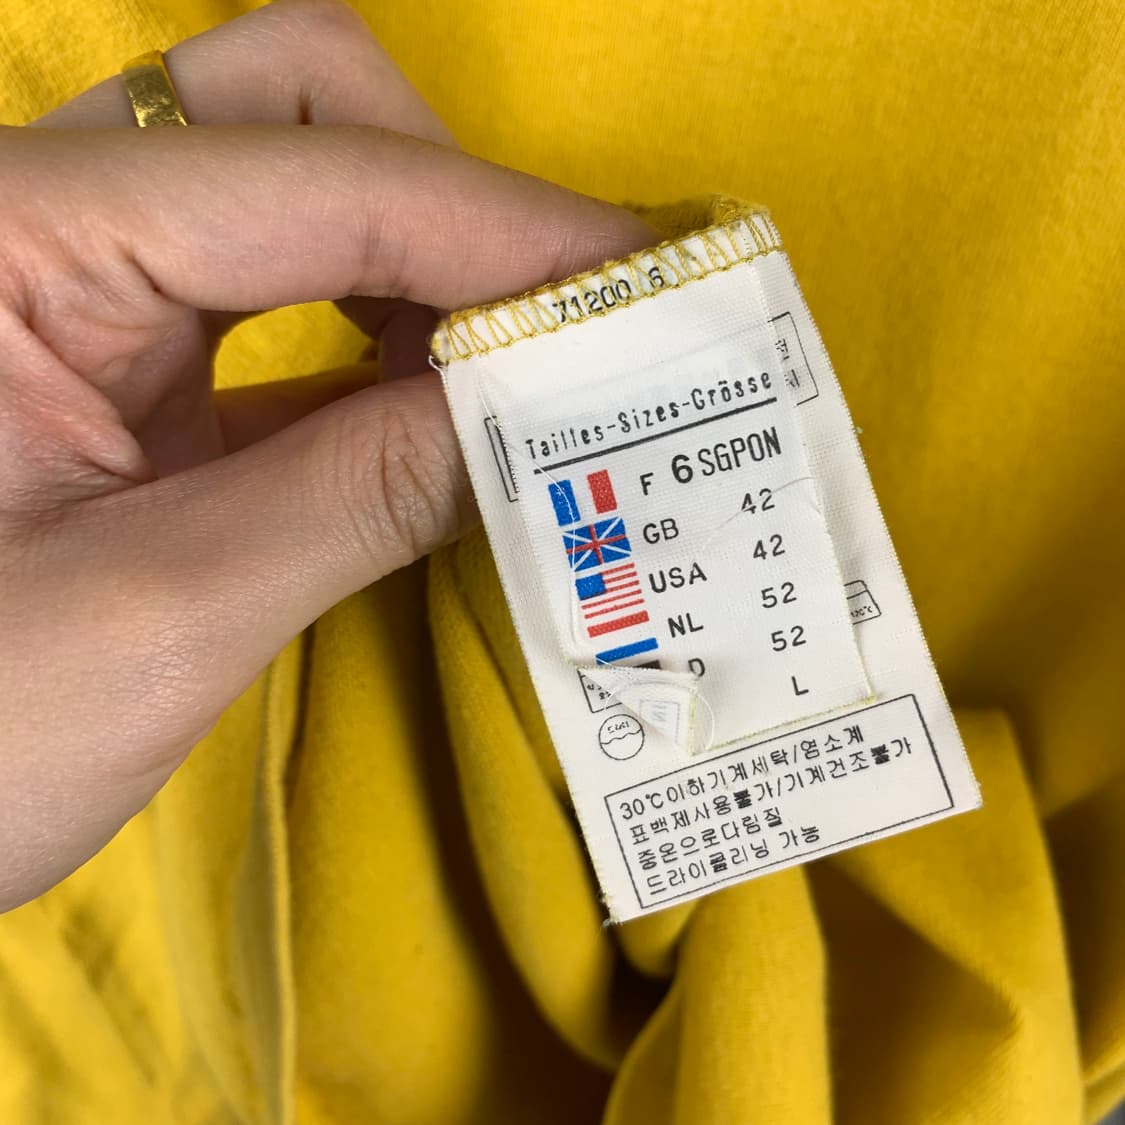 71200 6
Tailles-Sizes-Grösse
F 6 SGPON
GB 42
USA 42
NL 52
D 52
L
30℃이하기계세탁/염소계
표백제사용불가/기계건조불가
중온으로다림질
드라이클리닝 가능